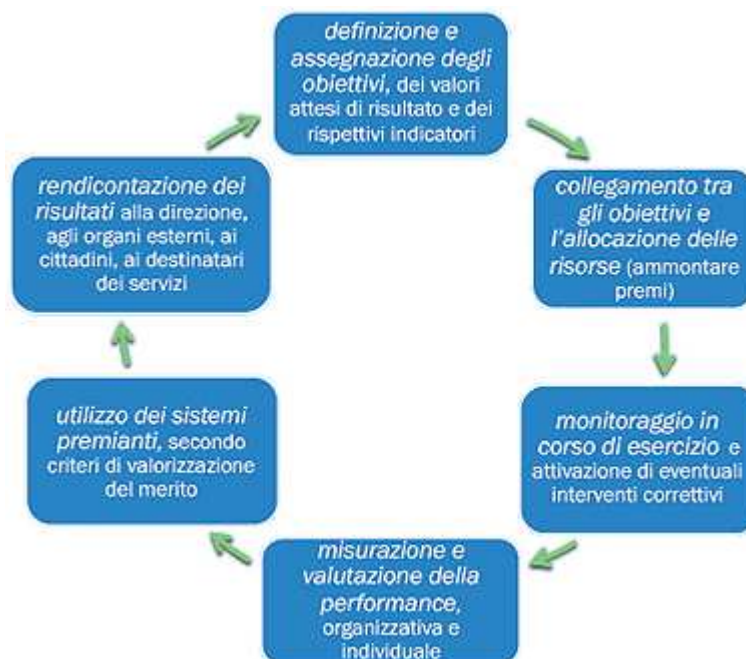 definizione e
assegnazione degli
obiettivi, dei valori
attesi di risultato e dei
rispettivi indicatori
collegamento tra
gli obiettivi e
l'allocazione delle
risorse (ammontare
premi)
monitoraggio in
corso di esercizio e
attivazione di eventuali
interventi correttivi
misurazione e
valutazione della
performance,
organizzativa e
individuale
utilizzo dei sistemi
premianti, secondo
criteri di valorizzazione
del merito
rendicontazione dei
risultati alla direzione,
agli organi esterni, ai
cittadini, ai destinatari
dei servizi